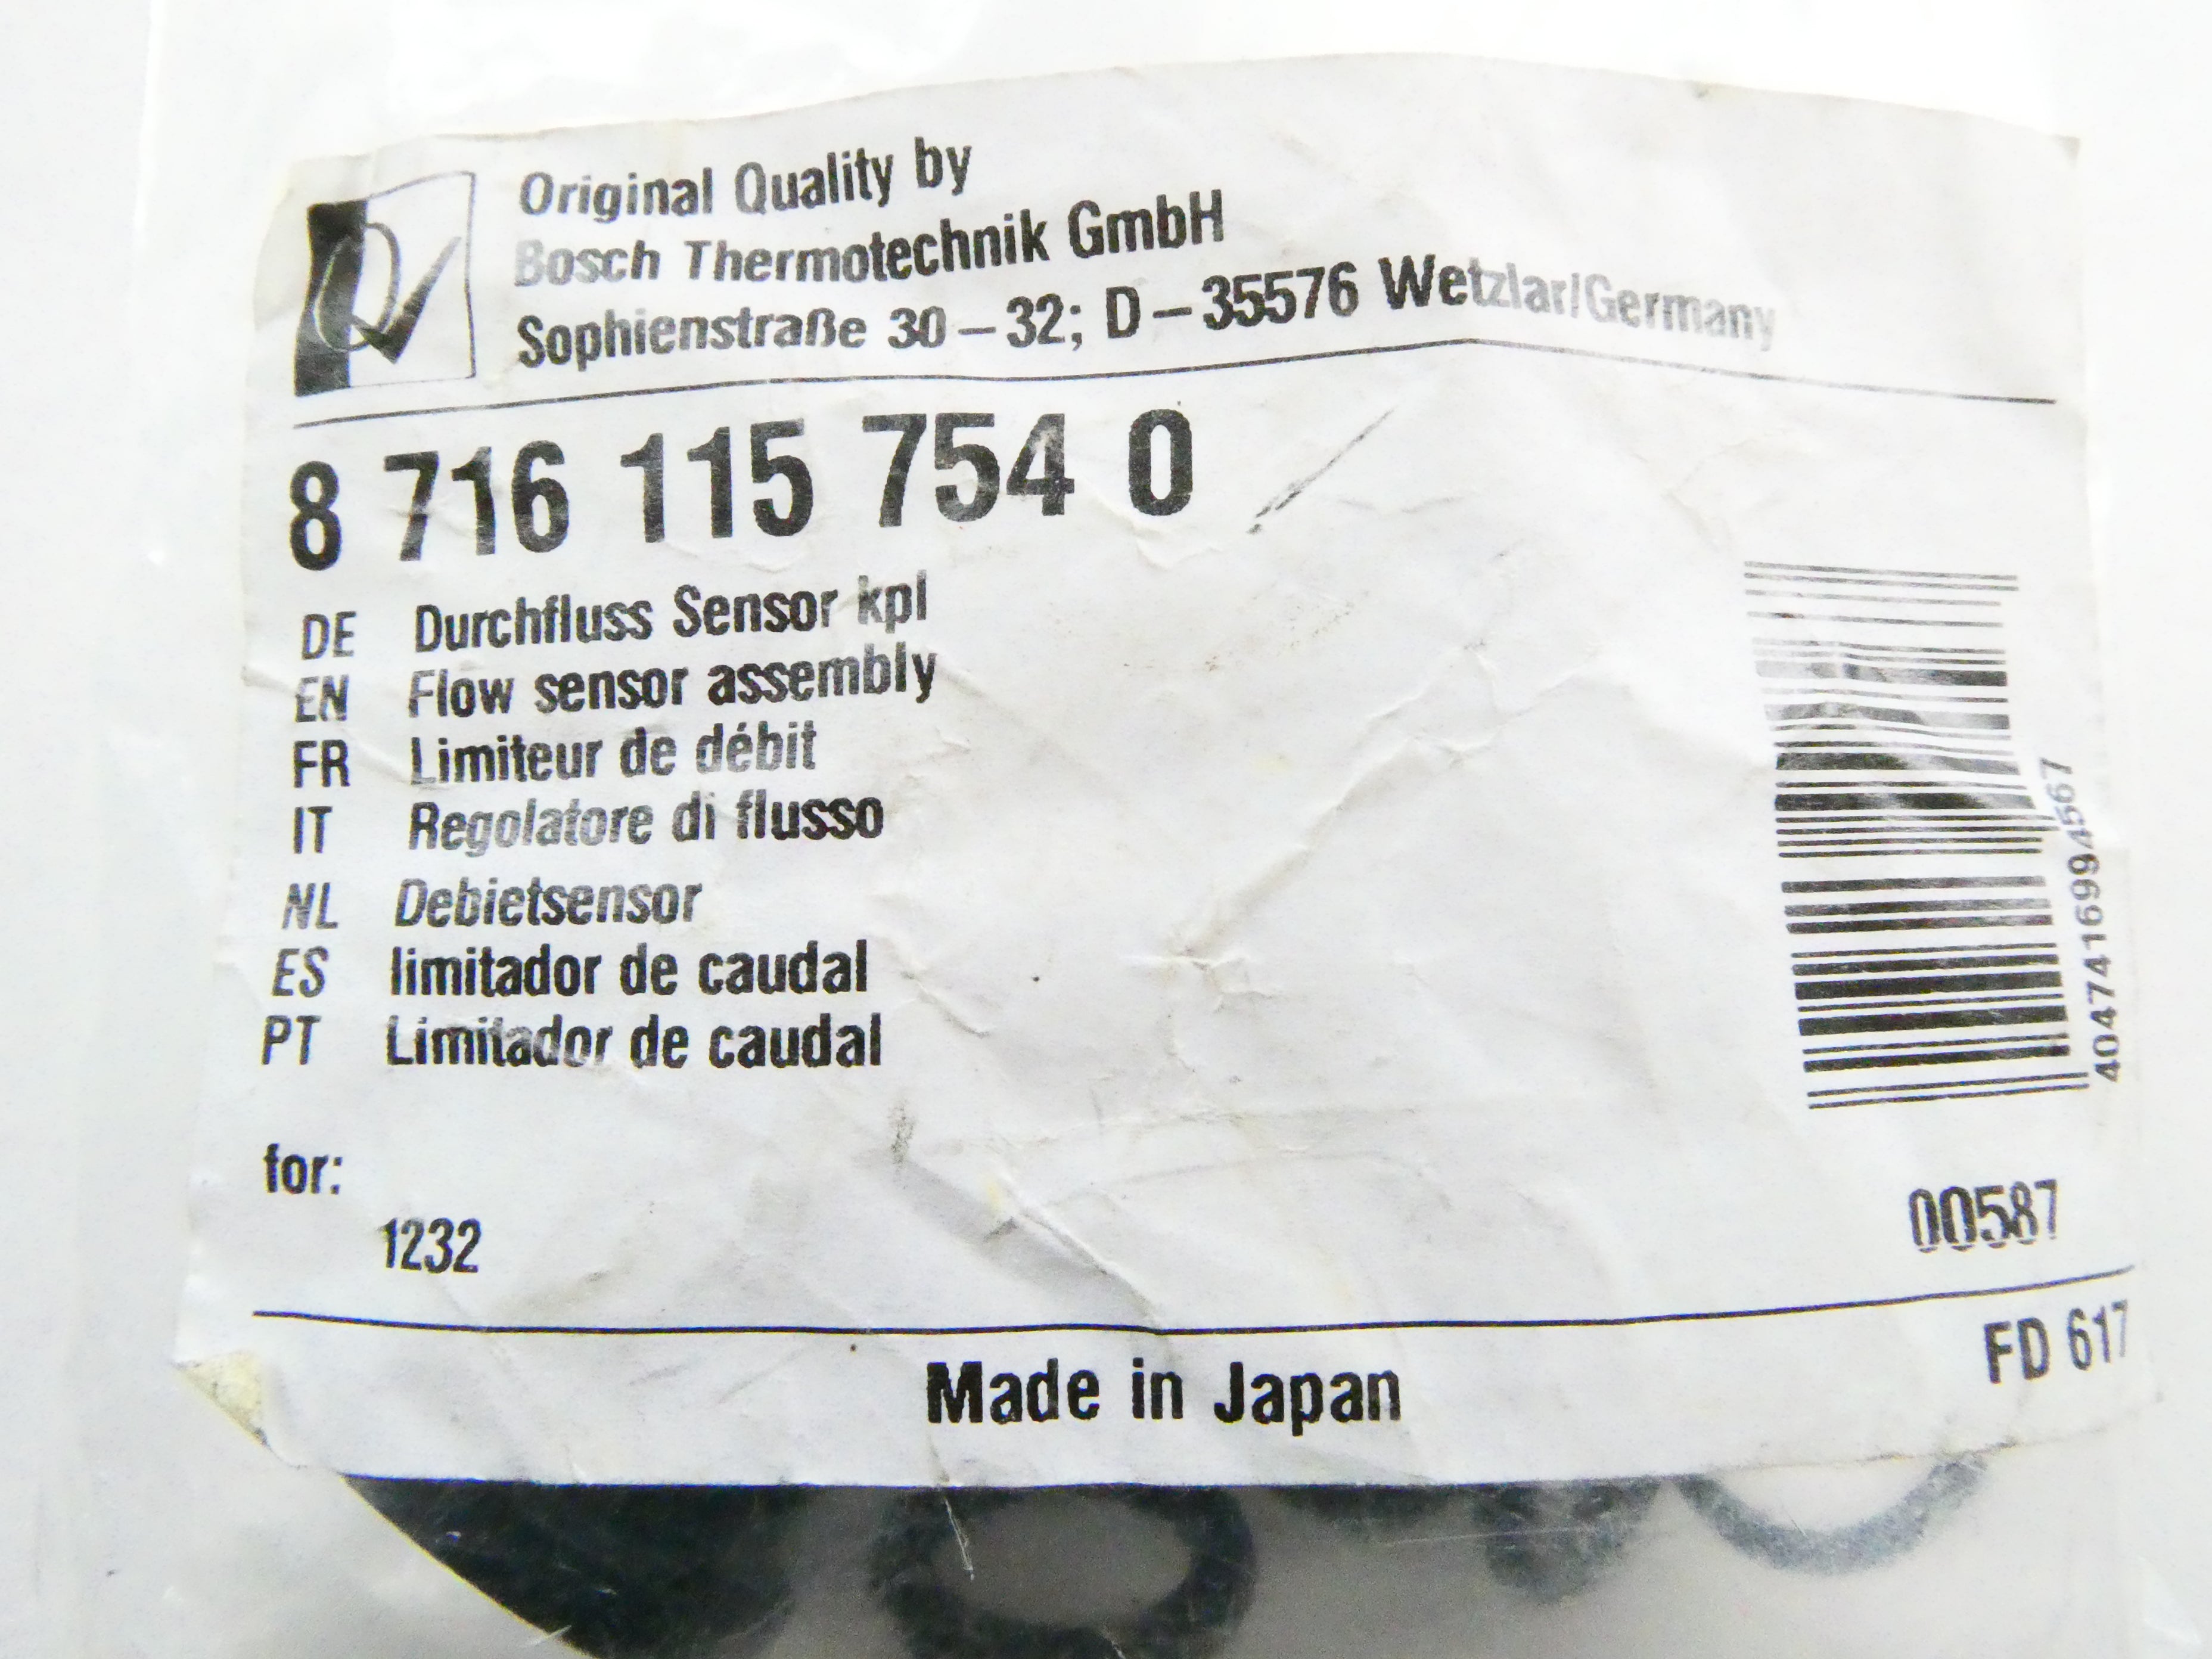 Original Quality by
Bosch Thermotechnik GmbH
Sophienstraße 30 – 32; D – 35576 Wetzlar/Germany
8 716 115 754 0
DE Durchfluss Sensor kpl
EN Flow sensor assembly
FR Limiteur de débit
IT Regolatore di flusso
NL Debietsensor
ES limitador de caudal
PT Limitador de caudal
4047416994567
for:
1232
00587
FD 617
Made in Japan